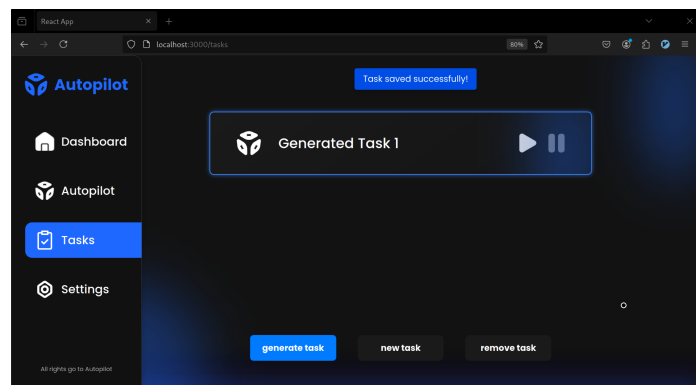 React App
localhost:3000/tasks
80%
Autopilot
Task saved successfully!
Dashboard
Generated Task 1
Autopilot
Tasks
Settings
generate task
new task
remove task
All rights go to Autopilot